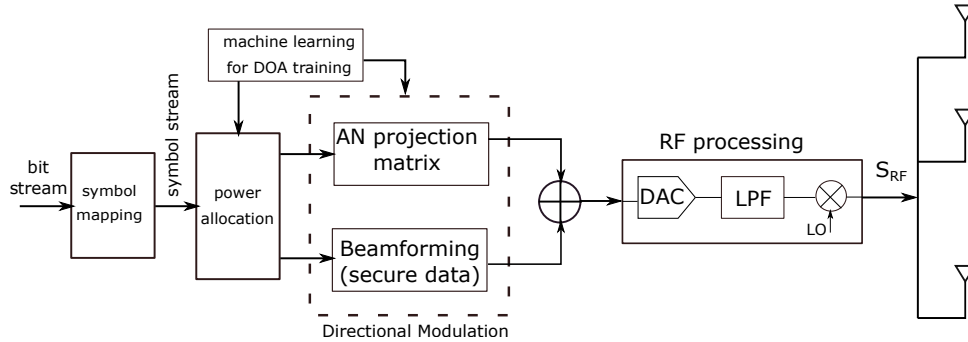 machine learning
for DOA training
bit
stream
symbol
mapping
symbol stream
power
allocation
AN projection
matrix
Beamforming
(secure data)
Directional Modulation
RF processing
DAC
LPF
LO
S_RF